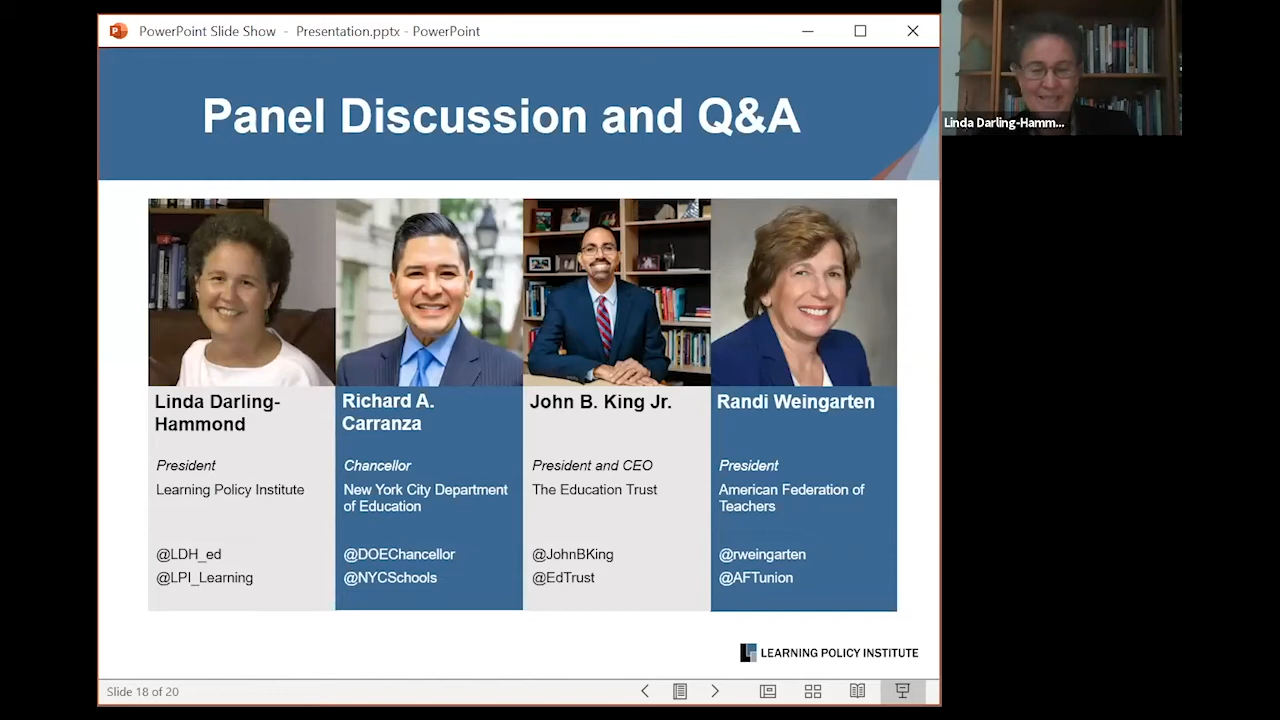 PowerPoint Slide Show - Presentation.pptx - PowerPoint
Linda Darling-Hamm...
Panel Discussion and Q&A
Linda Darling-
Hammond
President
Learning Policy Institute
@LDH_ed
@LPI_Learning
Richard A.
Carranza
Chancellor
New York City Department
of Education
@DOEChancellor
@NYCSchools
John B. King Jr.
President and CEO
The Education Trust
@JohnBKing
@EdTrust
Randi Weingarten
President
American Federation of
Teachers
@rweingarten
@AFTunion
LEARNING POLICY INSTITUTE
Slide 18 of 20